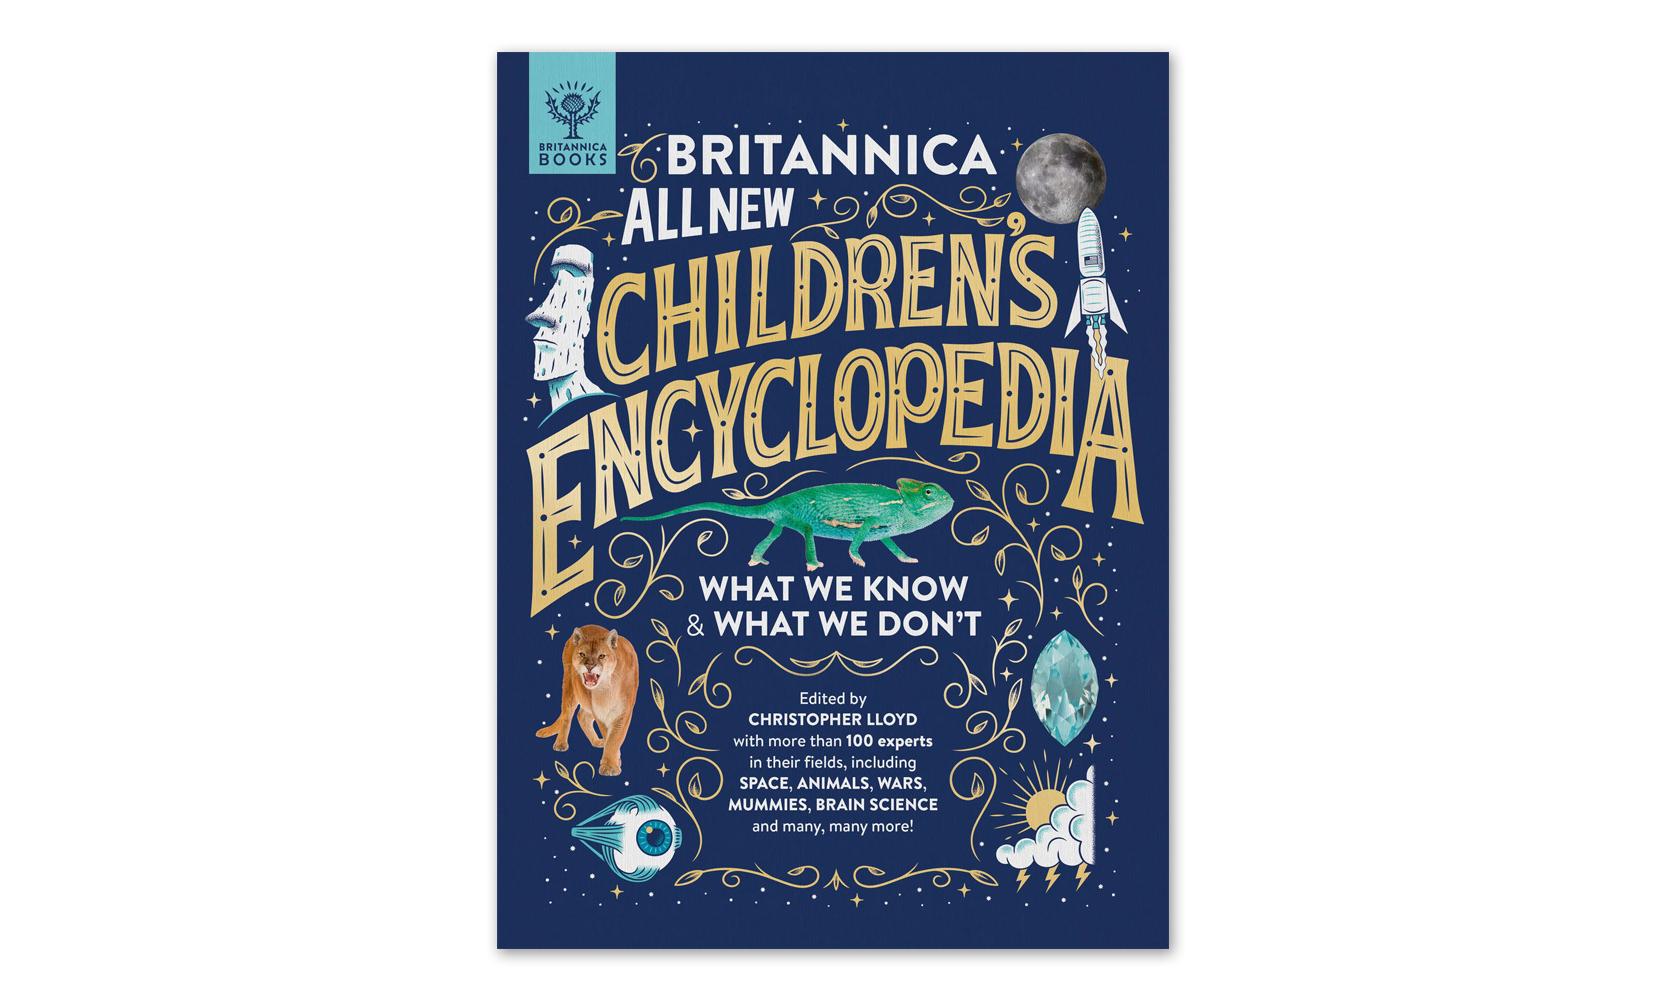 BRITANNICA
BOOKS
BRITANNICA
ALL NEW
CHILDREN'S
ENCYCLOPEDIA
WHAT WE KNOW
& WHAT WE DON'T
Edited by
CHRISTOPHER LLOYD
with more than 100 experts
in their fields, including
SPACE, ANIMALS, WARS,
MUMMIES, BRAIN SCIENCE
and many, many more!